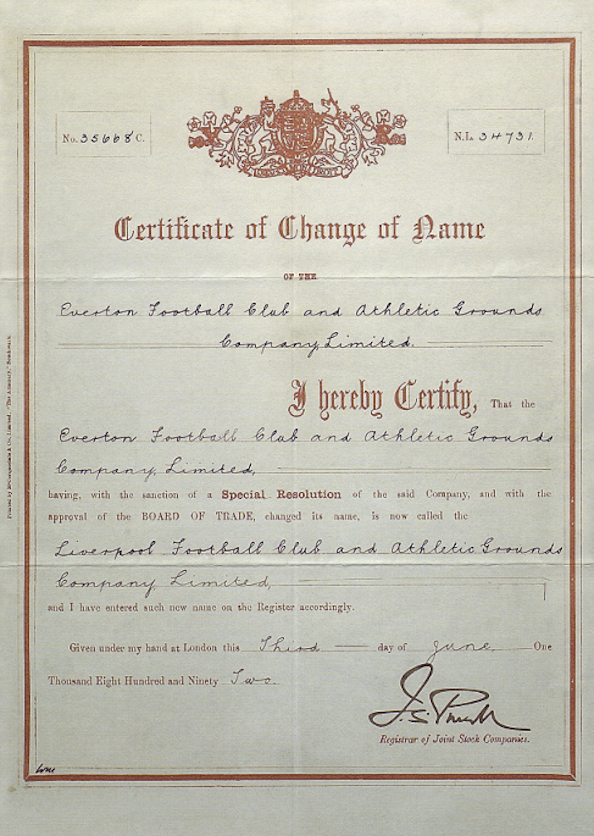 No. 35668 C.
N.L. 34731.
Certificate of Change of Name
OF THE
Everton Football Club and Athletic Grounds
Company, Limited.
I hereby Certify, That the
Everton Football Club and Athletic Grounds
Company, Limited,
having, with the sanction of a Special Resolution of the said Company, and with the
approval of the BOARD OF TRADE, changed its name, is now called the
Liverpool Football Club and Athletic Grounds
Company, Limited,
and I have entered such new name on the Register accordingly.
Given under my hand at London this Third day of June, One
Thousand Eight Hundred and Ninety Two.
Registrar of Joint Stock Companies.